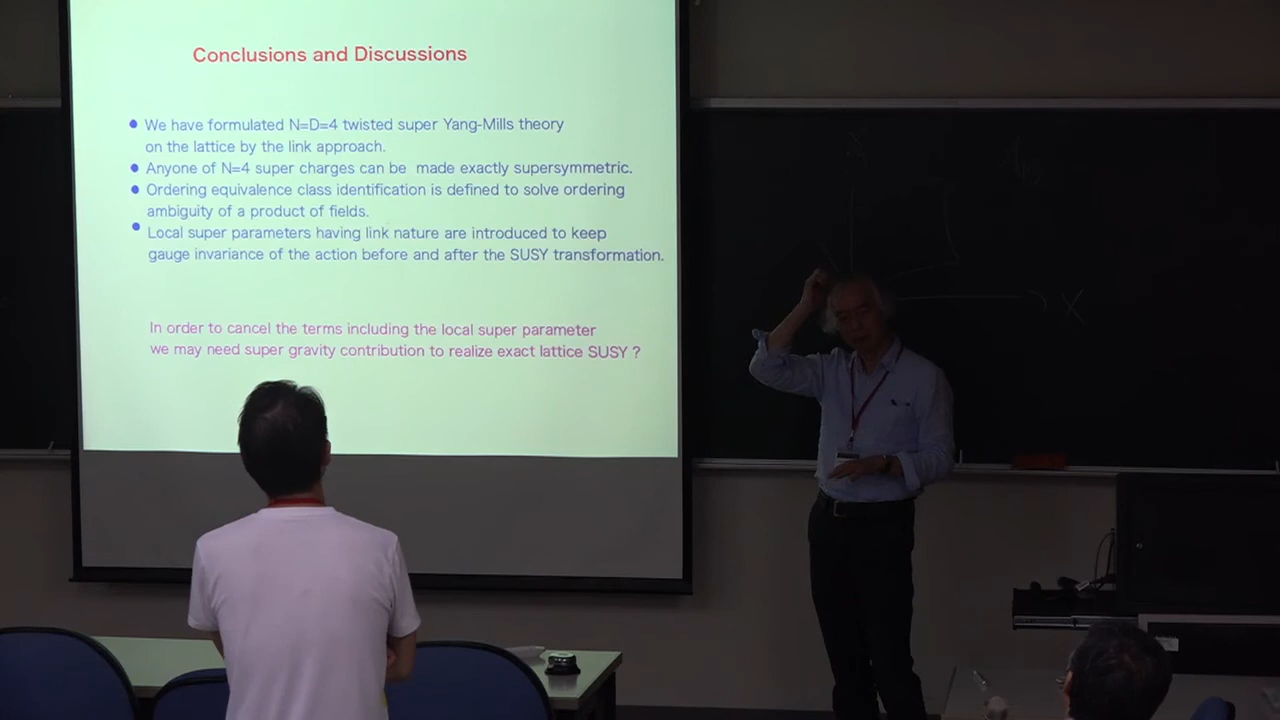 Conclusions and Discussions
● We have formulated N=D=4 twisted super Yang-Mills theory
on the lattice by the link approach.
● Anyone of N=4 super charges can be made exactly supersymmetric.
● Ordering equivalence class identification is defined to solve ordering
ambiguity of a product of fields.
● Local super parameters having link nature are introduced to keep
gauge invariance of the action before and after the SUSY transformation.
In order to cancel the terms including the local super parameter
we may need super gravity contribution to realize exact lattice SUSY ?
X